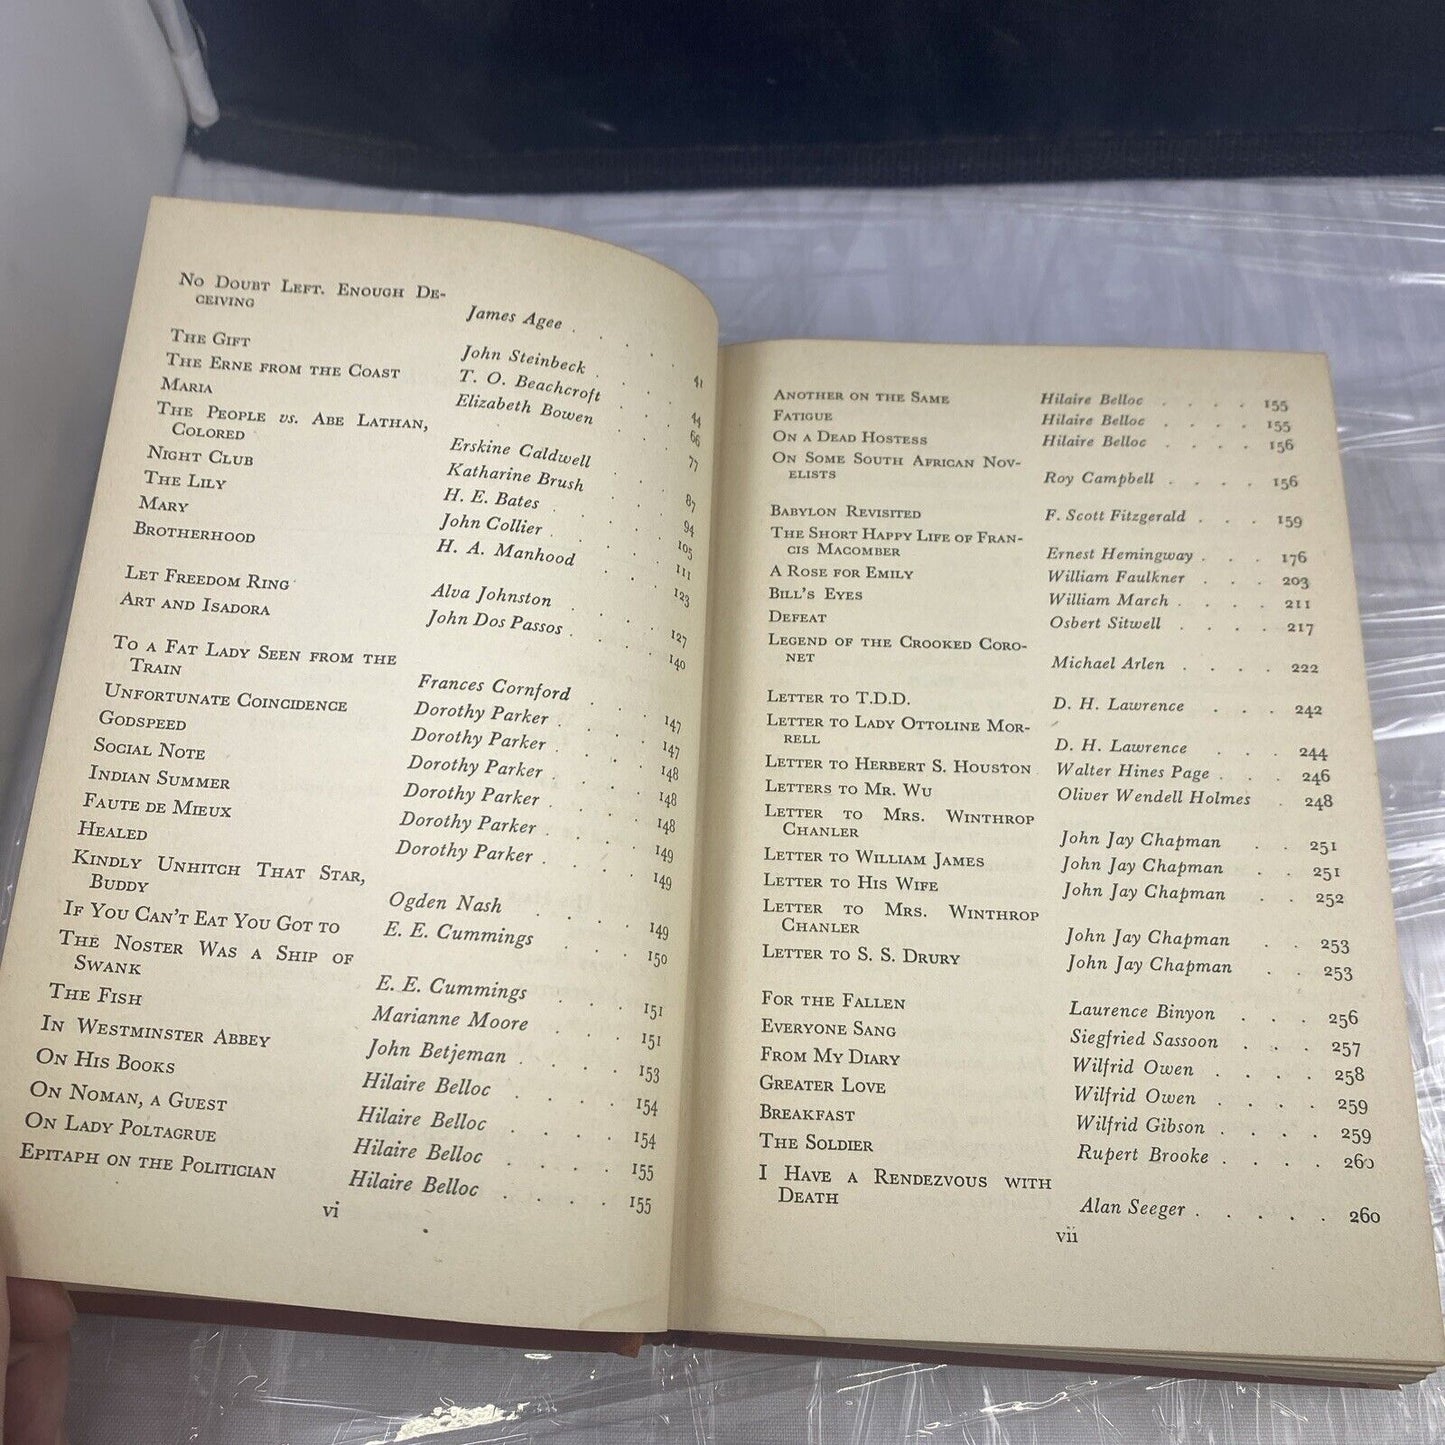 No Doubt Left. Enough De-
ceiving James Agee . . . . 41
The Gift John Steinbeck . . . 44
The Erne from the Coast T. O. Beachcroft . . . 66
Maria Elizabeth Bowen . . . 77
The People vs. Abe Lathan,
Colored Erskine Caldwell . . . 87
Night Club Katharine Brush . . . 94
The Lily H. E. Bates . . . . 105
Mary John Collier . . . . 111
Brotherhood H. A. Manhood . . . 123
Let Freedom Ring Alva Johnston . . . 127
Art and Isadora John Dos Passos . . . 140
To a Fat Lady Seen from the
Train Frances Cornford . . . 147
Unfortunate Coincidence Dorothy Parker . . . 147
Godspeed Dorothy Parker . . . 148
Social Note Dorothy Parker . . . 148
Indian Summer Dorothy Parker . . . 148
Faute de Mieux Dorothy Parker . . . 149
Healed Dorothy Parker . . . 149
Kindly Unhitch That Star,
Buddy Ogden Nash . . . . 149
If You Can't Eat You Got to E. E. Cummings . . . 150
The Noster Was a Ship of
Swank E. E. Cummings . . . 151
The Fish Marianne Moore . . . 151
In Westminster Abbey John Betjeman . . . . 153
On His Books Hilaire Belloc . . . . 154
On Noman, a Guest Hilaire Belloc . . . . 154
On Lady Poltagrue Hilaire Belloc . . . . 155
Epitaph on the Politician Hilaire Belloc . . . . 155
vi
Another on the Same Hilaire Belloc . . . . 155
Fatigue Hilaire Belloc . . . . 155
On a Dead Hostess Hilaire Belloc . . . . 156
On Some South African Nov-
elists Roy Campbell . . . . 156
Babylon Revisited F. Scott Fitzgerald . . . 159
The Short Happy Life of Fran-
cis Macomber Ernest Hemingway . . . 176
A Rose for Emily William Faulkner . . . 203
Bill's Eyes William March . . . . 211
Defeat Osbert Sitwell . . . . 217
Legend of the Crooked Coro-
net Michael Arlen . . . . 222
Letter to T.D.D. D. H. Lawrence . . . 242
Letter to Lady Ottoline Mor-
rell D. H. Lawrence . . . 244
Letter to Herbert S. Houston Walter Hines Page . . . 246
Letters to Mr. Wu Oliver Wendell Holmes . 248
Letter to Mrs. Winthrop
Chanler John Jay Chapman . . 251
Letter to William James John Jay Chapman . . 251
Letter to His Wife John Jay Chapman . . 252
Letter to Mrs. Winthrop
Chanler John Jay Chapman . . 253
Letter to S. S. Drury John Jay Chapman . . 253
For the Fallen Laurence Binyon . . . 256
Everyone Sang Siegfried Sassoon . . . 257
From My Diary Wilfrid Owen . . . . 258
Greater Love Wilfrid Owen . . . . 259
Breakfast Wilfrid Gibson . . . . 259
The Soldier Rupert Brooke . . . . 260
I Have a Rendezvous with
Death Alan Seeger . . . . . 260
vii